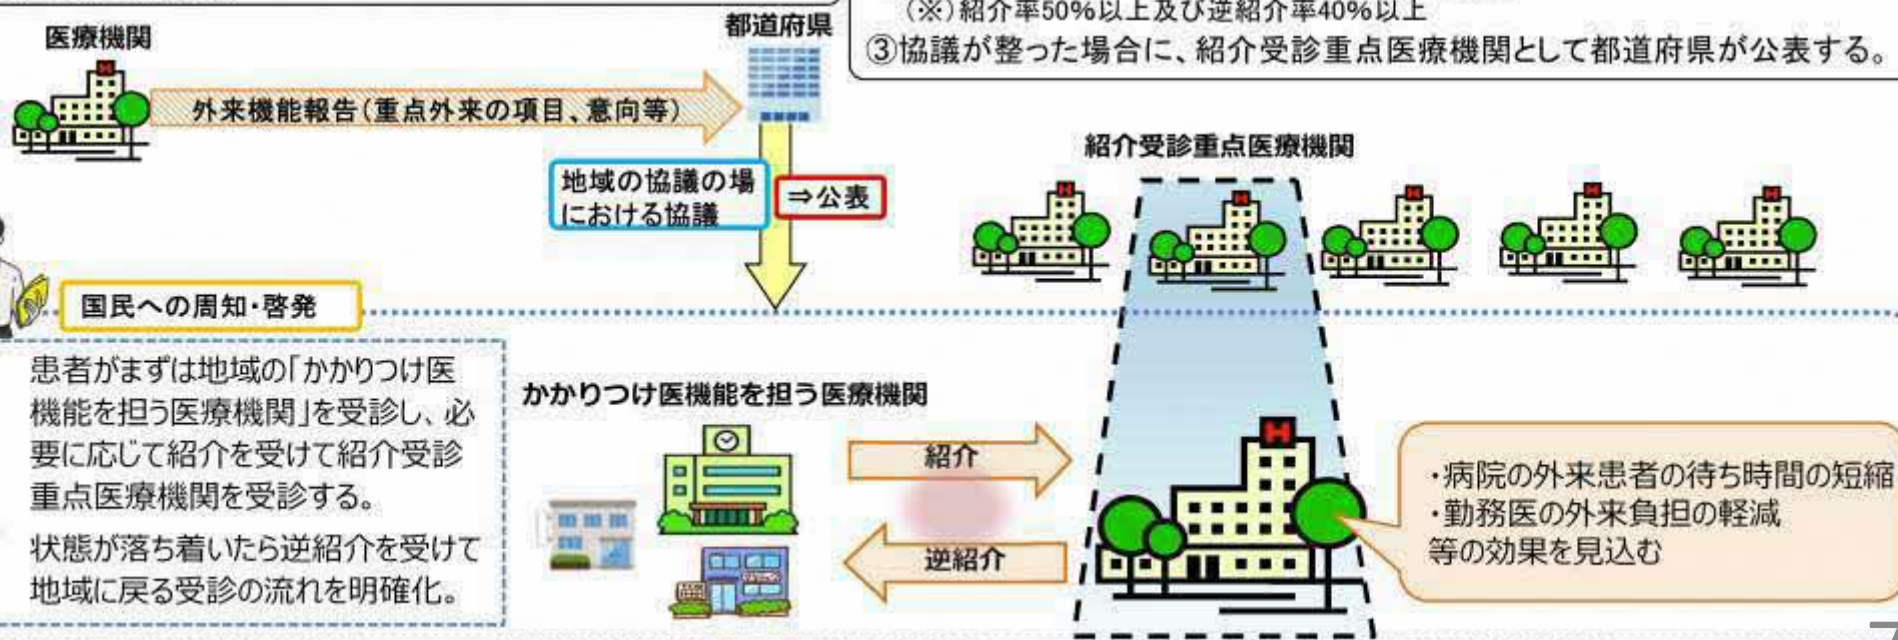 (※)紹介率50%以上及び逆紹介率40%以上
③協議が整った場合に、紹介受診重点医療機関として都道府県が公表する。
医療機関
都道府県
外来機能報告(重点外来の項目、意向等)
地域の協議の場
における協議
⇒公表
紹介受診重点医療機関
国民への周知・啓発
患者がまずは地域の「かかりつけ医
機能を担う医療機関」を受診し、必
要に応じて紹介を受けて紹介受診
重点医療機関を受診する。
状態が落ち着いたら逆紹介を受けて
地域に戻る受診の流れを明確化。
かかりつけ医機能を担う医療機関
紹介
逆紹介
・病院の外来患者の待ち時間の短縮
・勤務医の外来負担の軽減
等の効果を見込む